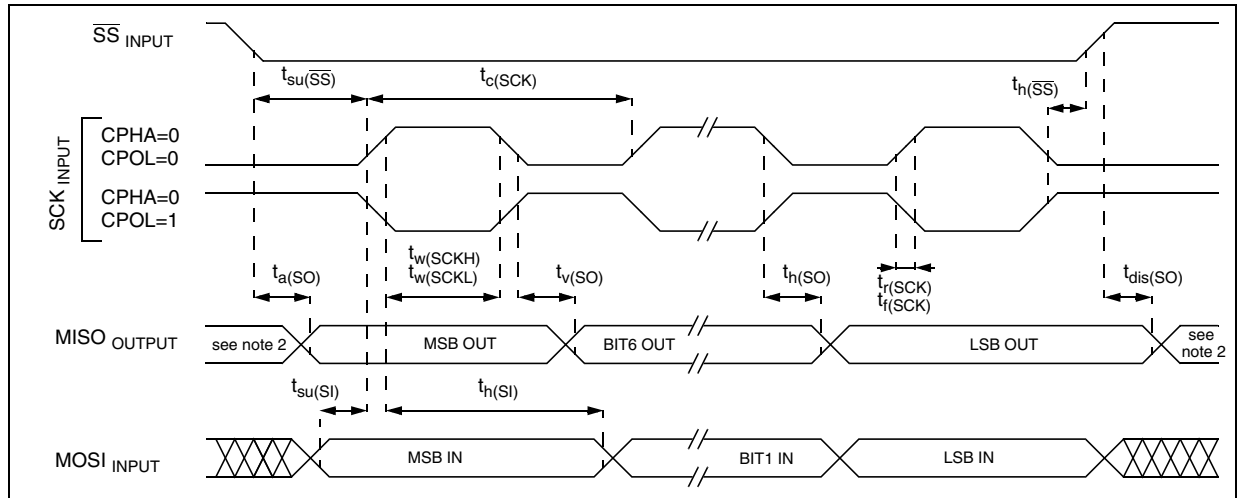 SS INPUT
tsu(SS)
tc(SCK)
th(SS)
SCK INPUT
CPHA=0
CPOL=0
CPHA=0
CPOL=1
ta(SO)
tw(SCKH)
tw(SCKL)
tv(SO)
th(SO)
tr(SCK)
tf(SCK)
tdis(SO)
MISO OUTPUT
see note 2
MSB OUT
BIT6 OUT
LSB OUT
see
note 2
tsu(SI)
th(SI)
MOSI INPUT
MSB IN
BIT1 IN
LSB IN